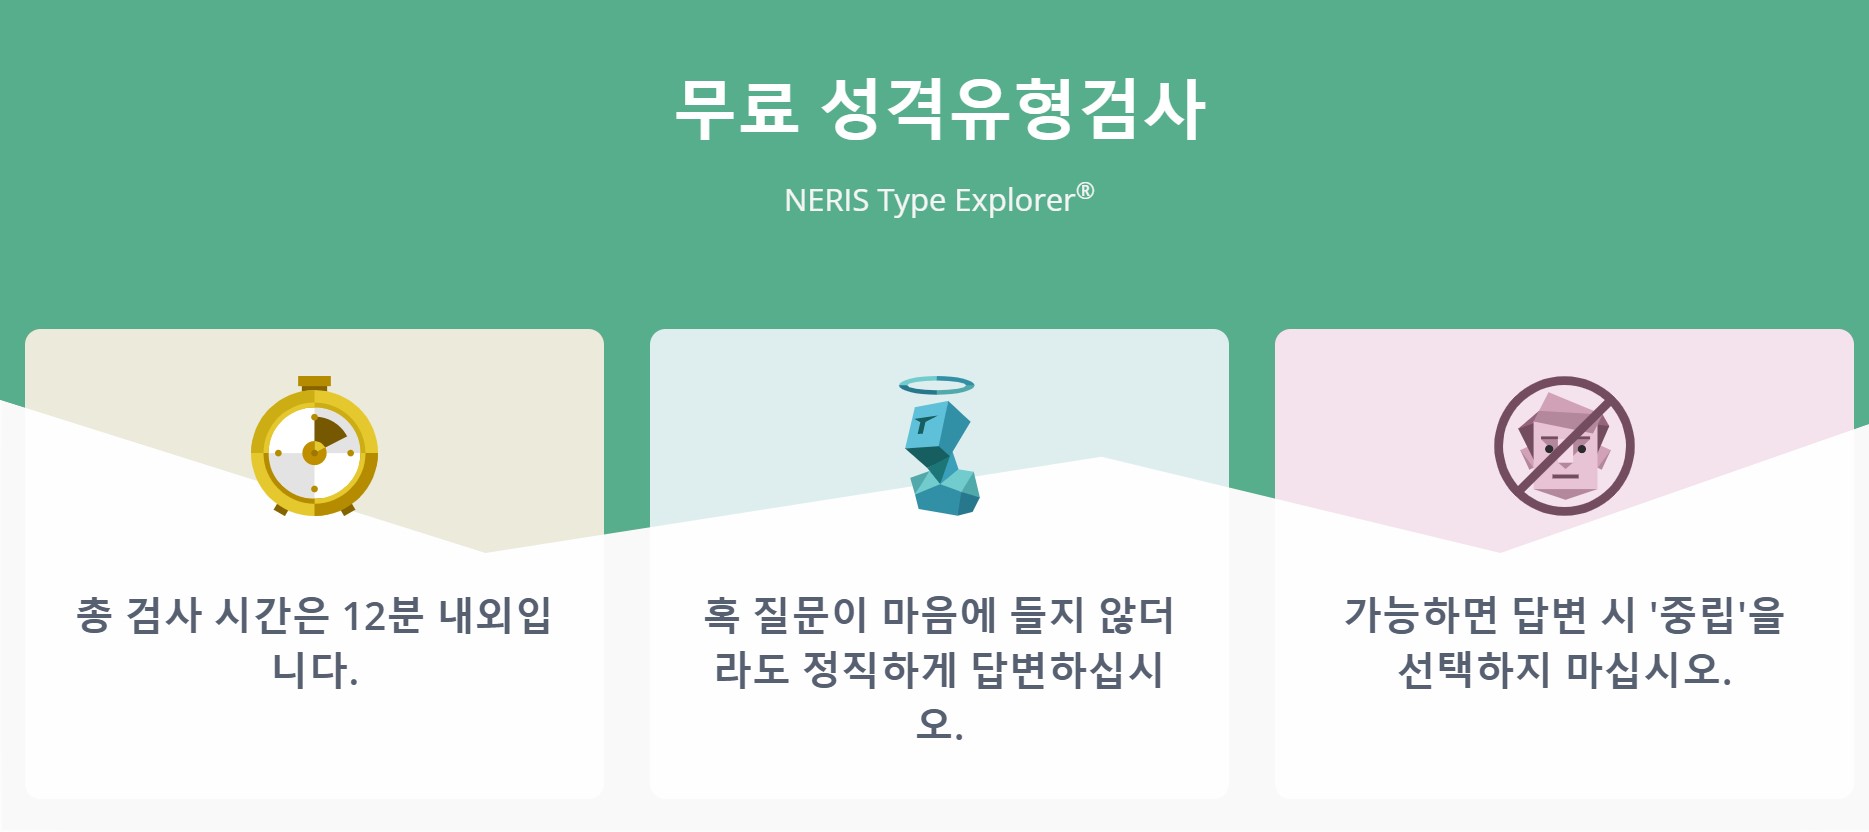 무료 성격유형검사
NERIS Type Explorer®
총 검사 시간은 12분 내외입
니다.
혹 질문이 마음에 들지 않더
라도 정직하게 답변하십시
오.
가능하면 답변 시 '중립'을
선택하지 마십시오.